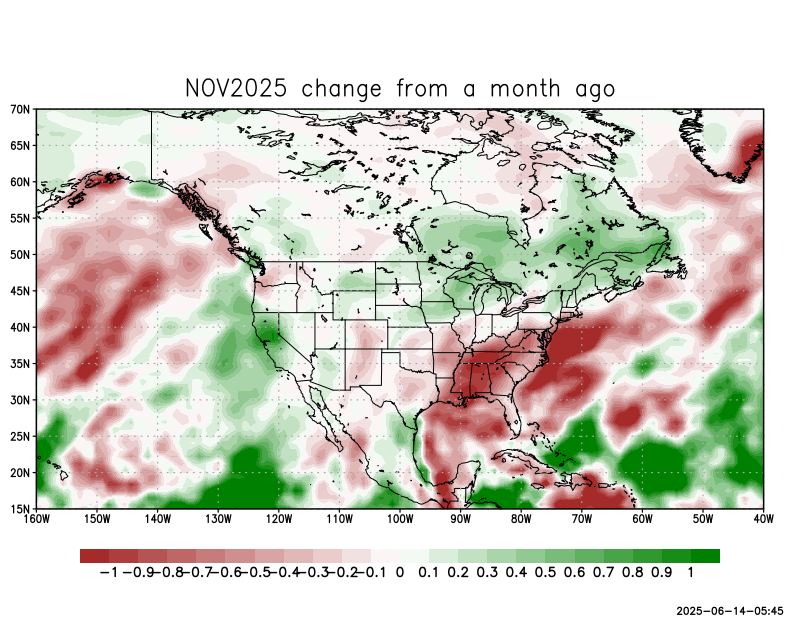 NOV2025 change from a month ago
70N
65N
60N
55N
50N
45N
40N
35N
30N
25N
20N
15N
160W 150W 140W 130W 120W 110W 100W 90W 80W 70W 60W 50W 40W
-1 -0.9 -0.8 -0.7 -0.6 -0.5 -0.4 -0.3 -0.2 -0.1 0 0.1 0.2 0.3 0.4 0.5 0.6 0.7 0.8 0.9 1
2025-06-14-05:45